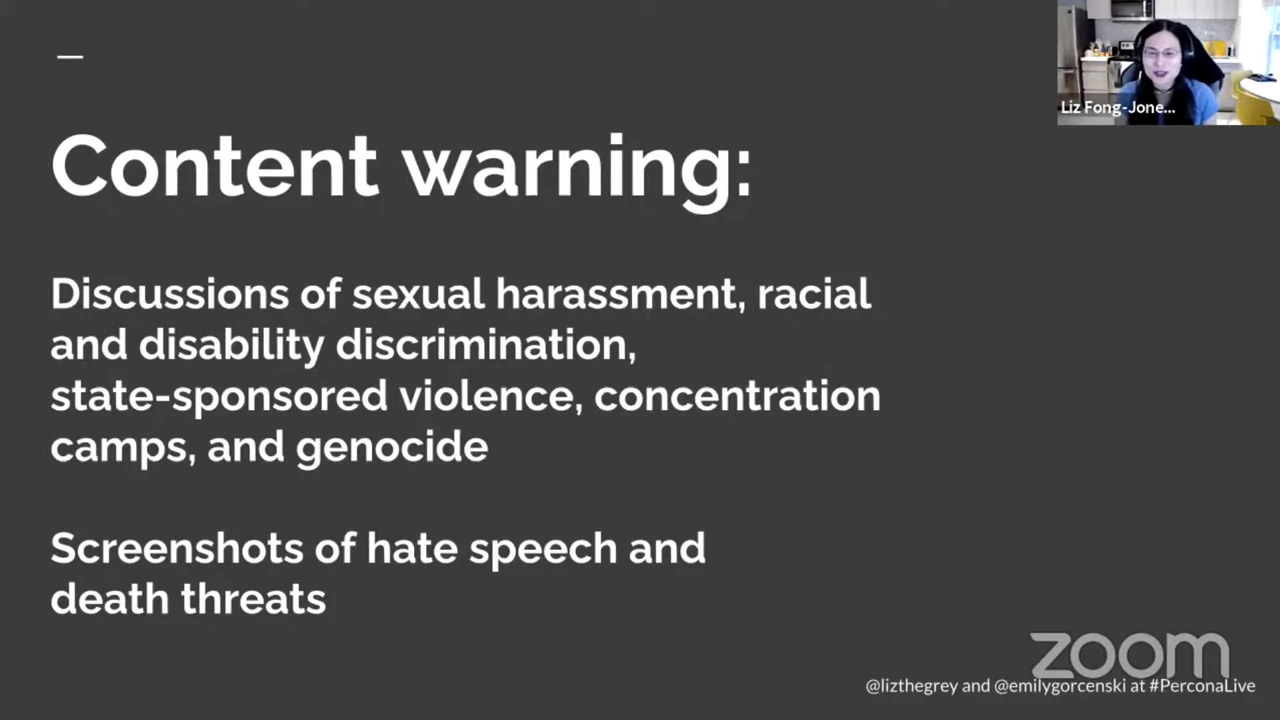 Liz Fong-Jone...
Content warning:
Discussions of sexual harassment, racial
and disability discrimination,
state-sponsored violence, concentration
camps, and genocide
Screenshots of hate speech and
death threats
zoom
@lizthegrey and @emilygorcenski at #PerconaLive